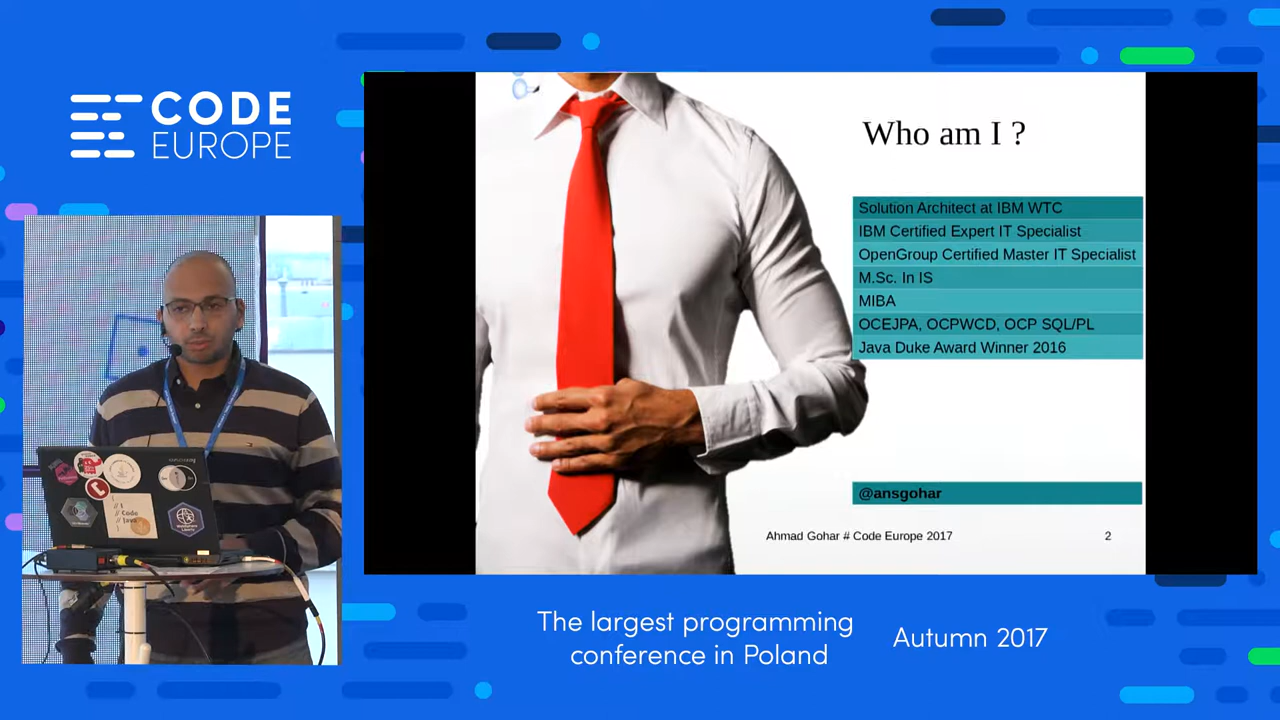 CODE
EUROPE
Who am I ?
Solution Architect at IBM WTC
IBM Certified Expert IT Specialist
OpenGroup Certified Master IT Specialist
M.Sc. In IS
MIBA
OCEJPA, OCPWCD, OCP SQL/PL
Java Duke Award Winner 2016
@ansgohar
Ahmad Gohar # Code Europe 2017
2
// I
// Code
// Java
The largest programming
conference in Poland
Autumn 2017